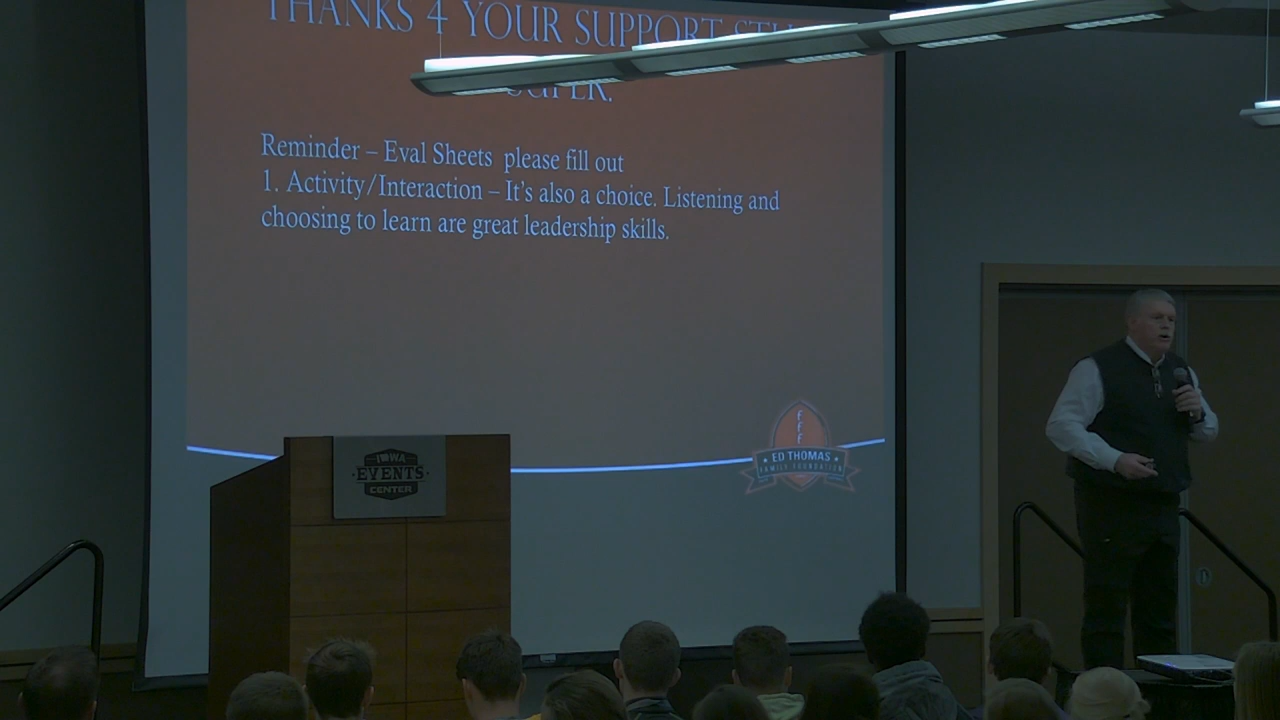 THANKS 4 YOUR SUPPORT
Reminder – Eval Sheets please fill out
1. Activity/Interaction – It's also a choice. Listening and
choosing to learn are great leadership skills.
F
F
F
ED THOMAS
FAMILY FOUNDATION
IOWA
EVENTS
CENTER